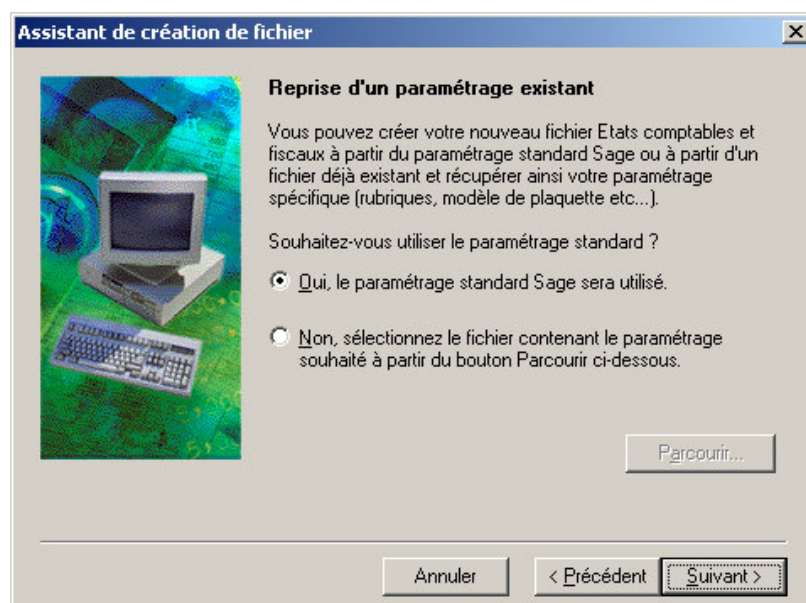 Assistant de création de fichier
Reprise d'un paramétrage existant
Vous pouvez créer votre nouveau fichier Etats comptables et
fiscaux à partir du paramétrage standard Sage ou à partir d'un
fichier déjà existant et récupérer ainsi votre paramétrage
spécifique (rubriques, modèle de plaquette etc...).
Souhaitez-vous utiliser le paramétrage standard ?
Oui, le paramétrage standard Sage sera utilisé.
Non, sélectionnez le fichier contenant le paramétrage
souhaité à partir du bouton Parcourir ci-dessous.
Parcourir...
Annuler
< Précédent
Suivant >